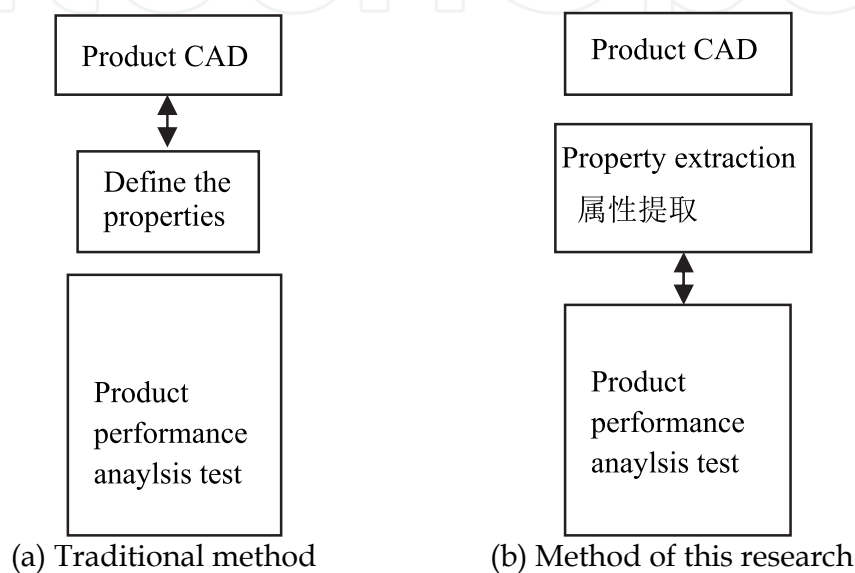 Product CAD
Define the
properties
Product
performance
anaylsis test
(a) Traditional method
Product CAD
Property extraction
属性提取
Product
performance
anaylsis test
(b) Method of this research